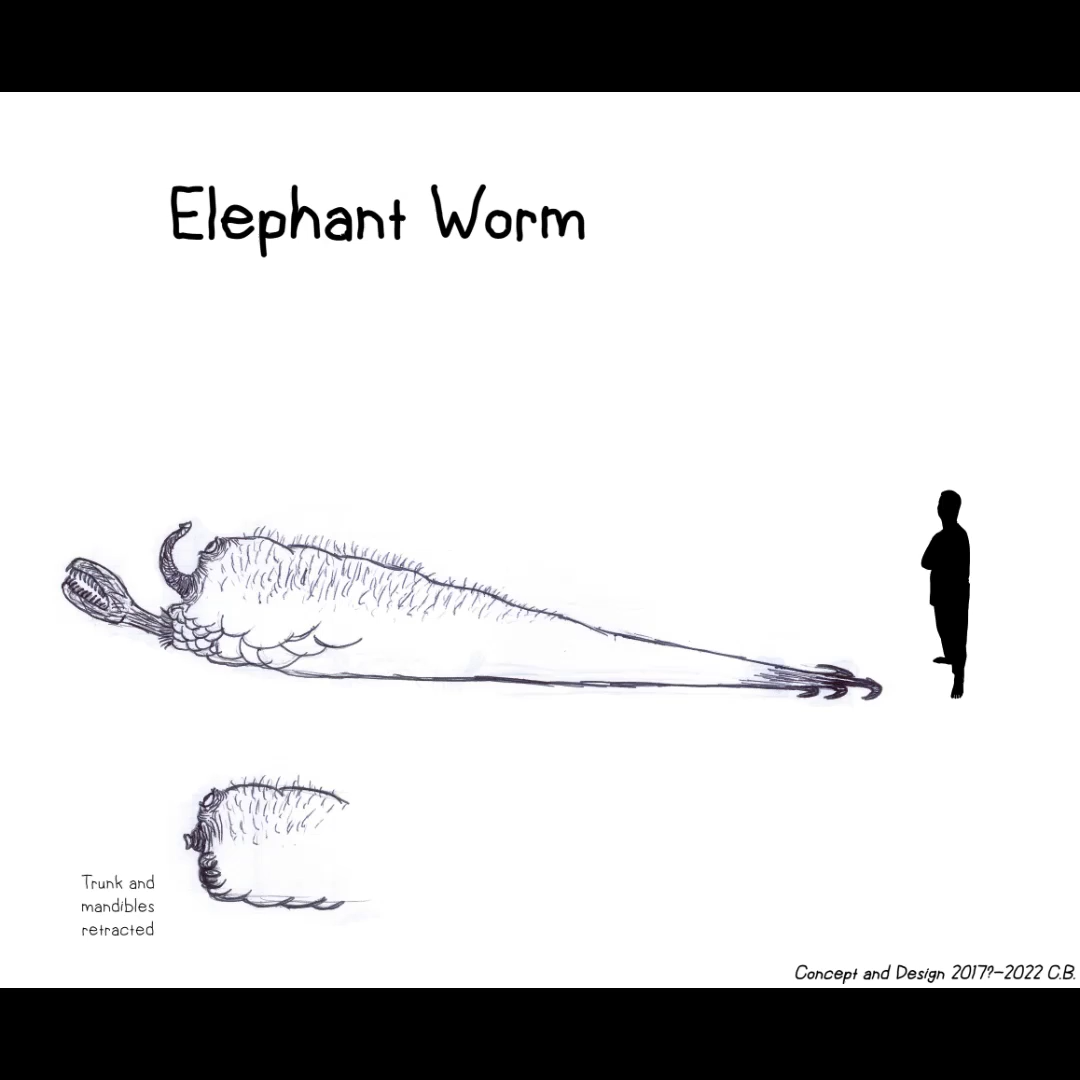 Elephant Worm
Trunk and
mandibles
retracted
Concept and Design 2017?-2022 C.B.